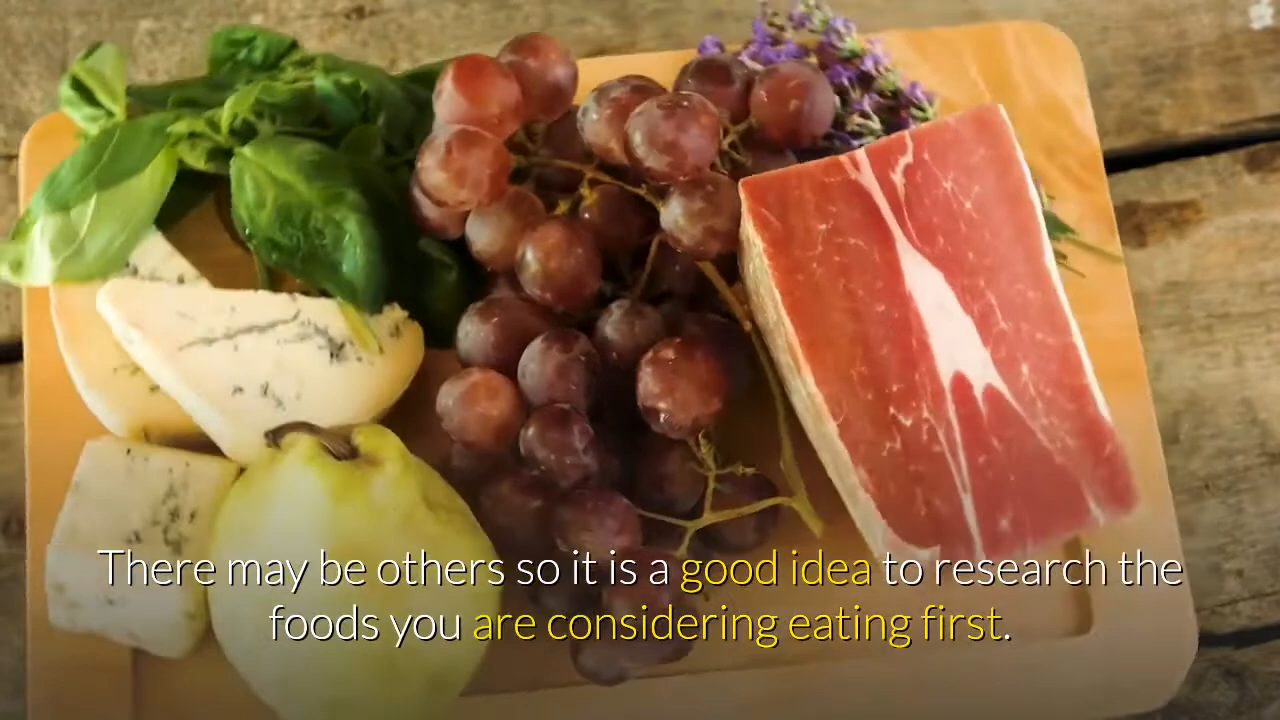 There may be others so it is a good idea to research the
foods you are considering eating first.